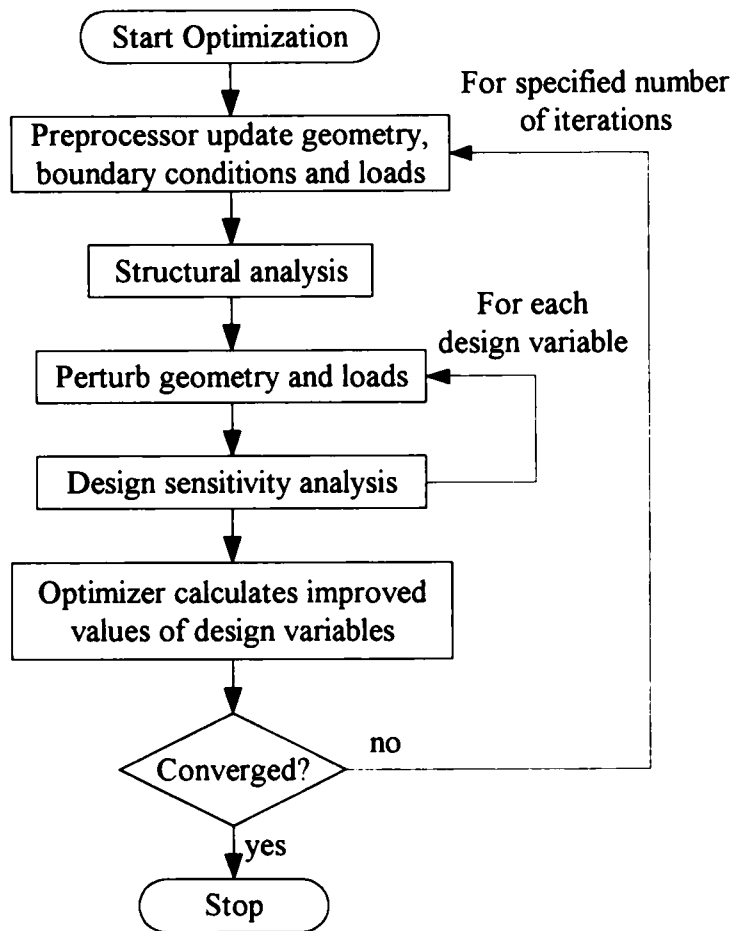 Start Optimization
For specified number
of iterations
Preprocessor update geometry,
boundary conditions and loads
Structural analysis
For each
design variable
Perturb geometry and loads
Design sensitivity analysis
Optimizer calculates improved
values of design variables
no
Converged?
yes
Stop